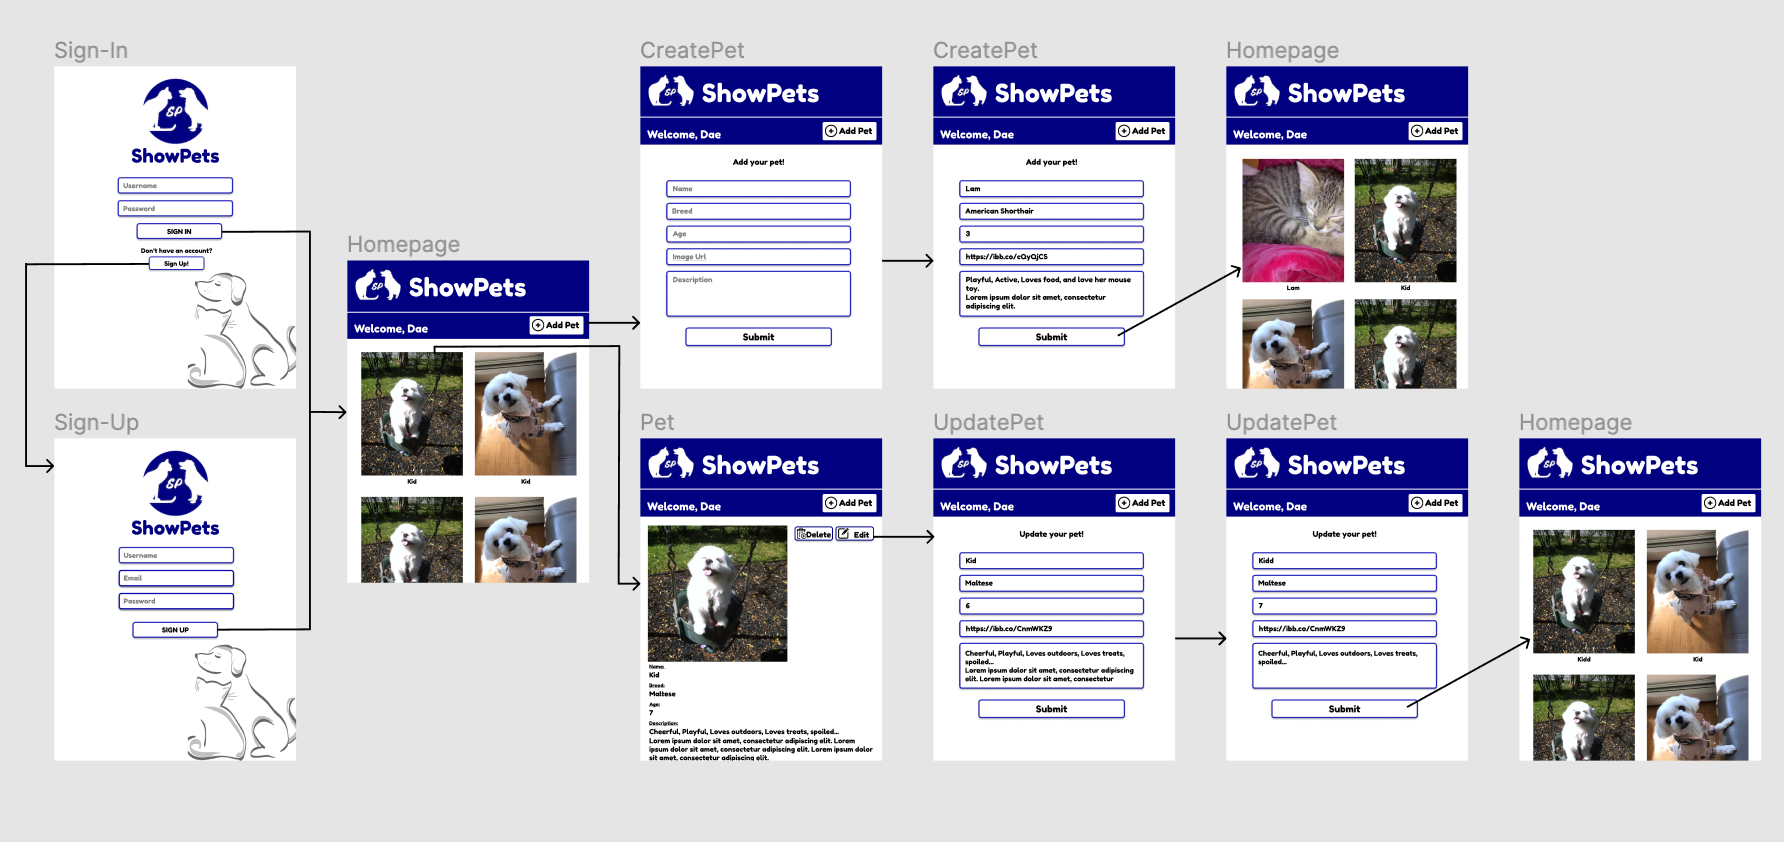 Sign-In
SP
ShowPets
Username
Password
SIGN IN
Don't have an account?
Sign Up!
Sign-Up
SP
ShowPets
Username
Email
Password
SIGN UP
Homepage
SP
ShowPets
Welcome, Dae
Add Pet
Kid
Kid
CreatePet
SP
ShowPets
Welcome, Dae
Add Pet
Add your pet!
Name
Breed
Age
Image Url
Description
Submit
CreatePet
SP
ShowPets
Welcome, Dae
Add Pet
Add your pet!
Lam
American Shorthair
3
https://ibb.co/cQyQjCS
Playful, Active, Loves food, and love her mouse
toy.
Lorem ipsum dolor sit amet, consectetur
adipiscing elit.
Submit
Homepage
SP
ShowPets
Welcome, Dae
Add Pet
Lam
Kid
Pet
SP
ShowPets
Welcome, Dae
Add Pet
Delete
Edit
Name:
Kid
Breed:
Maltese
Age:
7
Description:
Cheerful, Playful, Loves outdoors, Loves treats, spoiled...
Lorem ipsum dolor sit amet, consectetur adipiscing elit. Lorem
ipsum dolor sit amet, consectetur adipiscing elit. Lorem ipsum dolor
sit amet, consectetur adipiscing elit.
UpdatePet
SP
ShowPets
Welcome, Dae
Add Pet
Update your pet!
Kid
Maltese
6
https://ibb.co/CnmWKZ9
Cheerful, Playful, Loves outdoors, Loves treats,
spoiled...
Lorem ipsum dolor sit amet, consectetur adipiscing
elit. Lorem ipsum dolor sit amet, consectetur
Submit
UpdatePet
SP
ShowPets
Welcome, Dae
Add Pet
Update your pet!
Kidd
Maltese
7
https://ibb.co/CnmWKZ9
Cheerful, Playful, Loves outdoors, Loves treats,
spoiled...
Submit
Homepage
SP
ShowPets
Welcome, Dae
Add Pet
Kidd
Kid